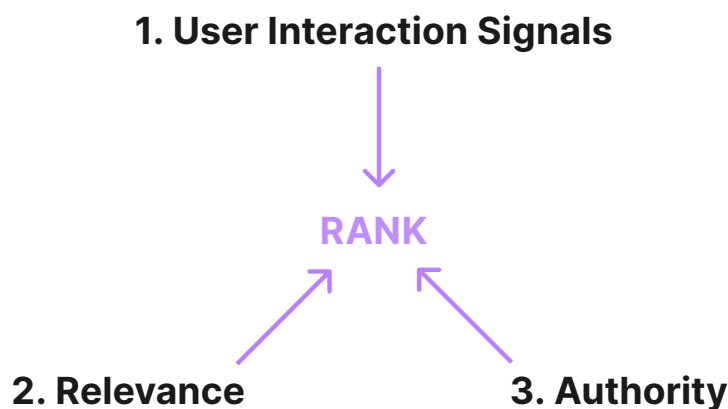 1. User Interaction Signals
RANK
2. Relevance
3. Authority